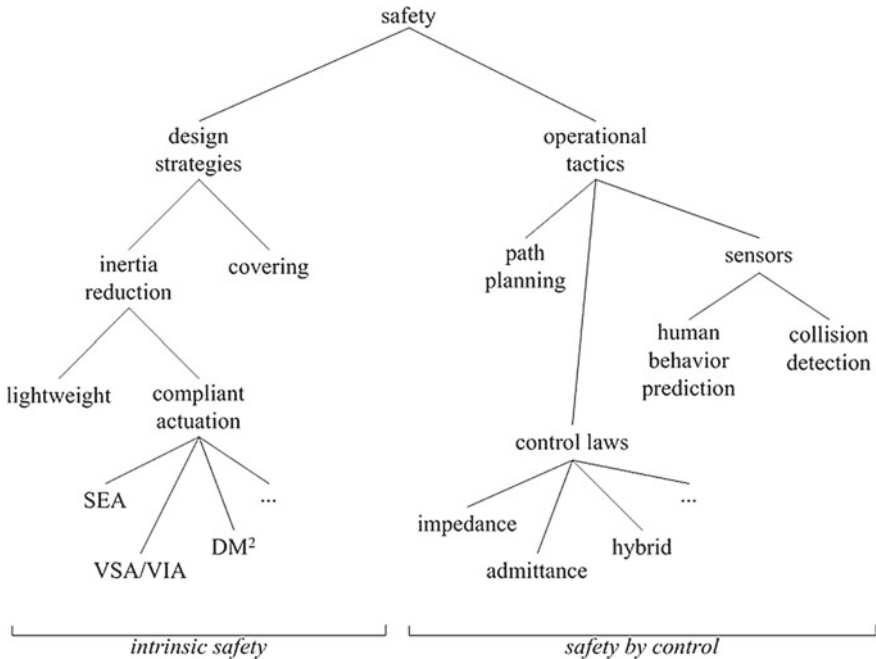 safety
design
strategies
operational
tactics
inertia
reduction
covering
path
planning
sensors
lightweight
compliant
actuation
human
behavior
prediction
collision
detection
control laws
SEA
VSA/VIA
DM²
...
impedance
admittance
hybrid
...
intrinsic safety
safety by control